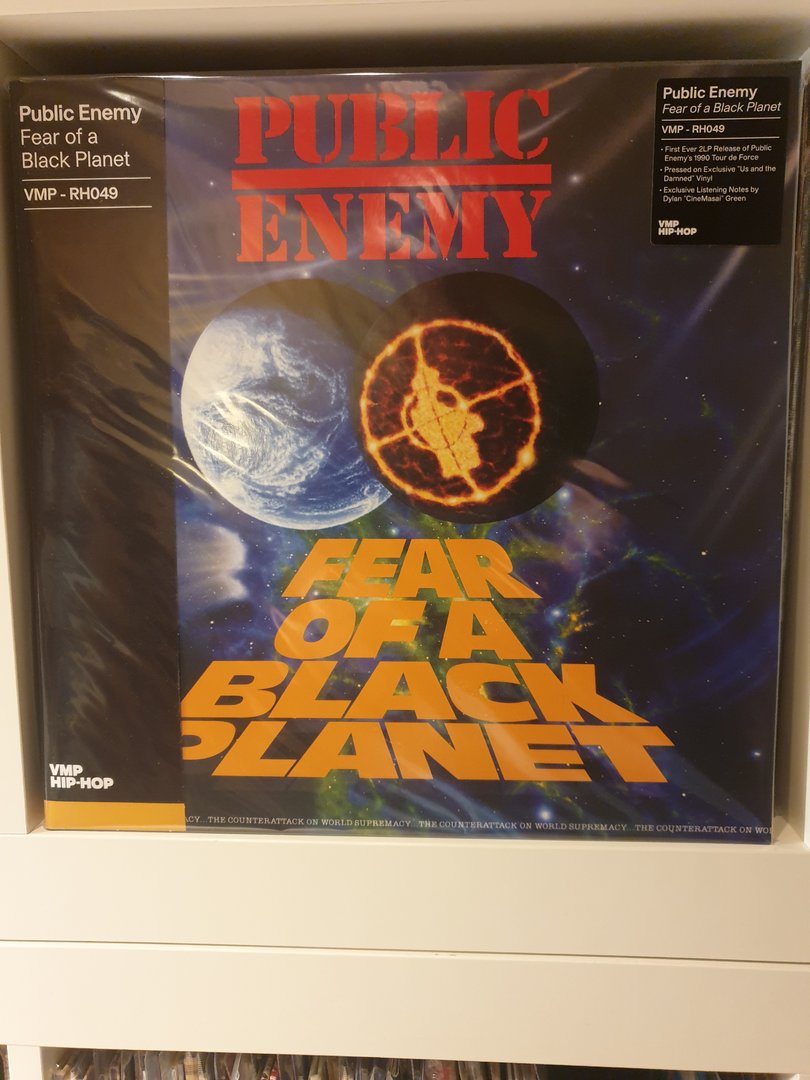 Public Enemy
Fear of a
Black Planet
VMP - RH049
PUBLIC
ENEMY
Public Enemy
Fear of a Black Planet
VMP - RH049
• First Ever 2LP Release of Public
Enemy's 1990 Tour de Force
• Pressed on Exclusive "Us and the
Damned" Vinyl
• Exclusive Listening Notes by
Dylan "CineMasai" Green
VMP
HIP-HOP
FEAR
OF A
BLACK
PLANET
VMP
HIP-HOP
ACY...THE COUNTERATTACK ON WORLD SUPREMACY...THE COUNTERATTACK ON WORLD SUPREMACY...THE COUNTERATTACK ON WO